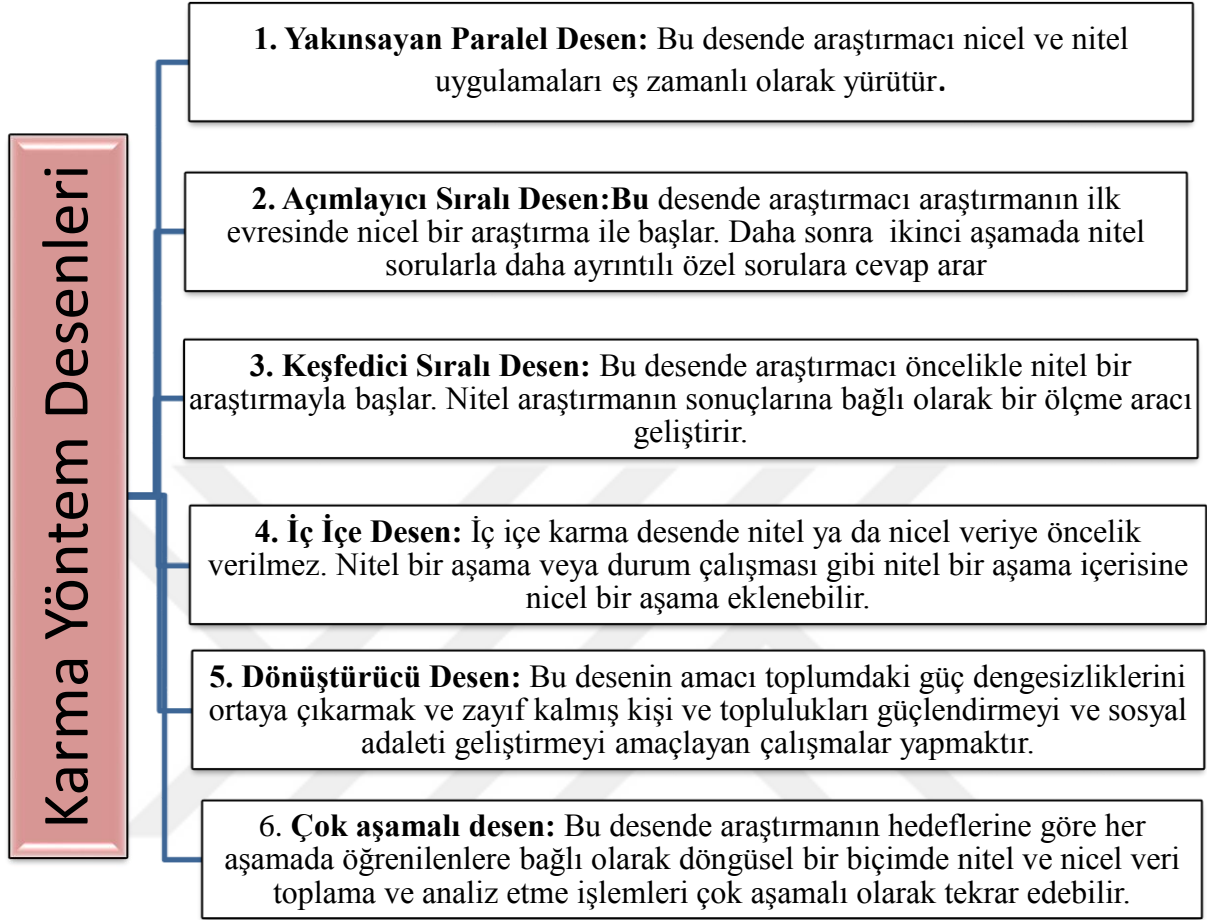 Karma Yöntem Desenleri
1. Yakınsayan Paralel Desen: Bu desende araştırmacı nicel ve nitel
uygulamaları eş zamanlı olarak yürütür.
2. Açımlayıcı Sıralı Desen:Bu desende araştırmacı araştırmanın ilk
evresinde nicel bir araştırma ile başlar. Daha sonra ikinci aşamada nitel
sorularla daha ayrıntılı özel sorulara cevap arar
3. Keşfedici Sıralı Desen: Bu desende araştırmacı öncelikle nitel bir
araştırmayla başlar. Nitel araştırmanın sonuçlarına bağlı olarak bir ölçme aracı
geliştirir.
4. İç İçe Desen: İç içe karma desende nitel ya da nicel veriye öncelik
verilmez. Nitel bir aşama veya durum çalışması gibi nitel bir aşama içerisine
nicel bir aşama eklenebilir.
5. Dönüştürücü Desen: Bu desenin amacı toplumdaki güç dengesizliklerini
ortaya çıkarmak ve zayıf kalmış kişi ve toplulukları güçlendirmeyi ve sosyal
adaleti geliştirmeyi amaçlayan çalışmalar yapmaktır.
6. Çok aşamalı desen: Bu desende araştırmanın hedeflerine göre her
aşamada öğrenilenlere bağlı olarak döngüsel bir biçimde nitel ve nicel veri
toplama ve analiz etme işlemleri çok aşamalı olarak tekrar edebilir.